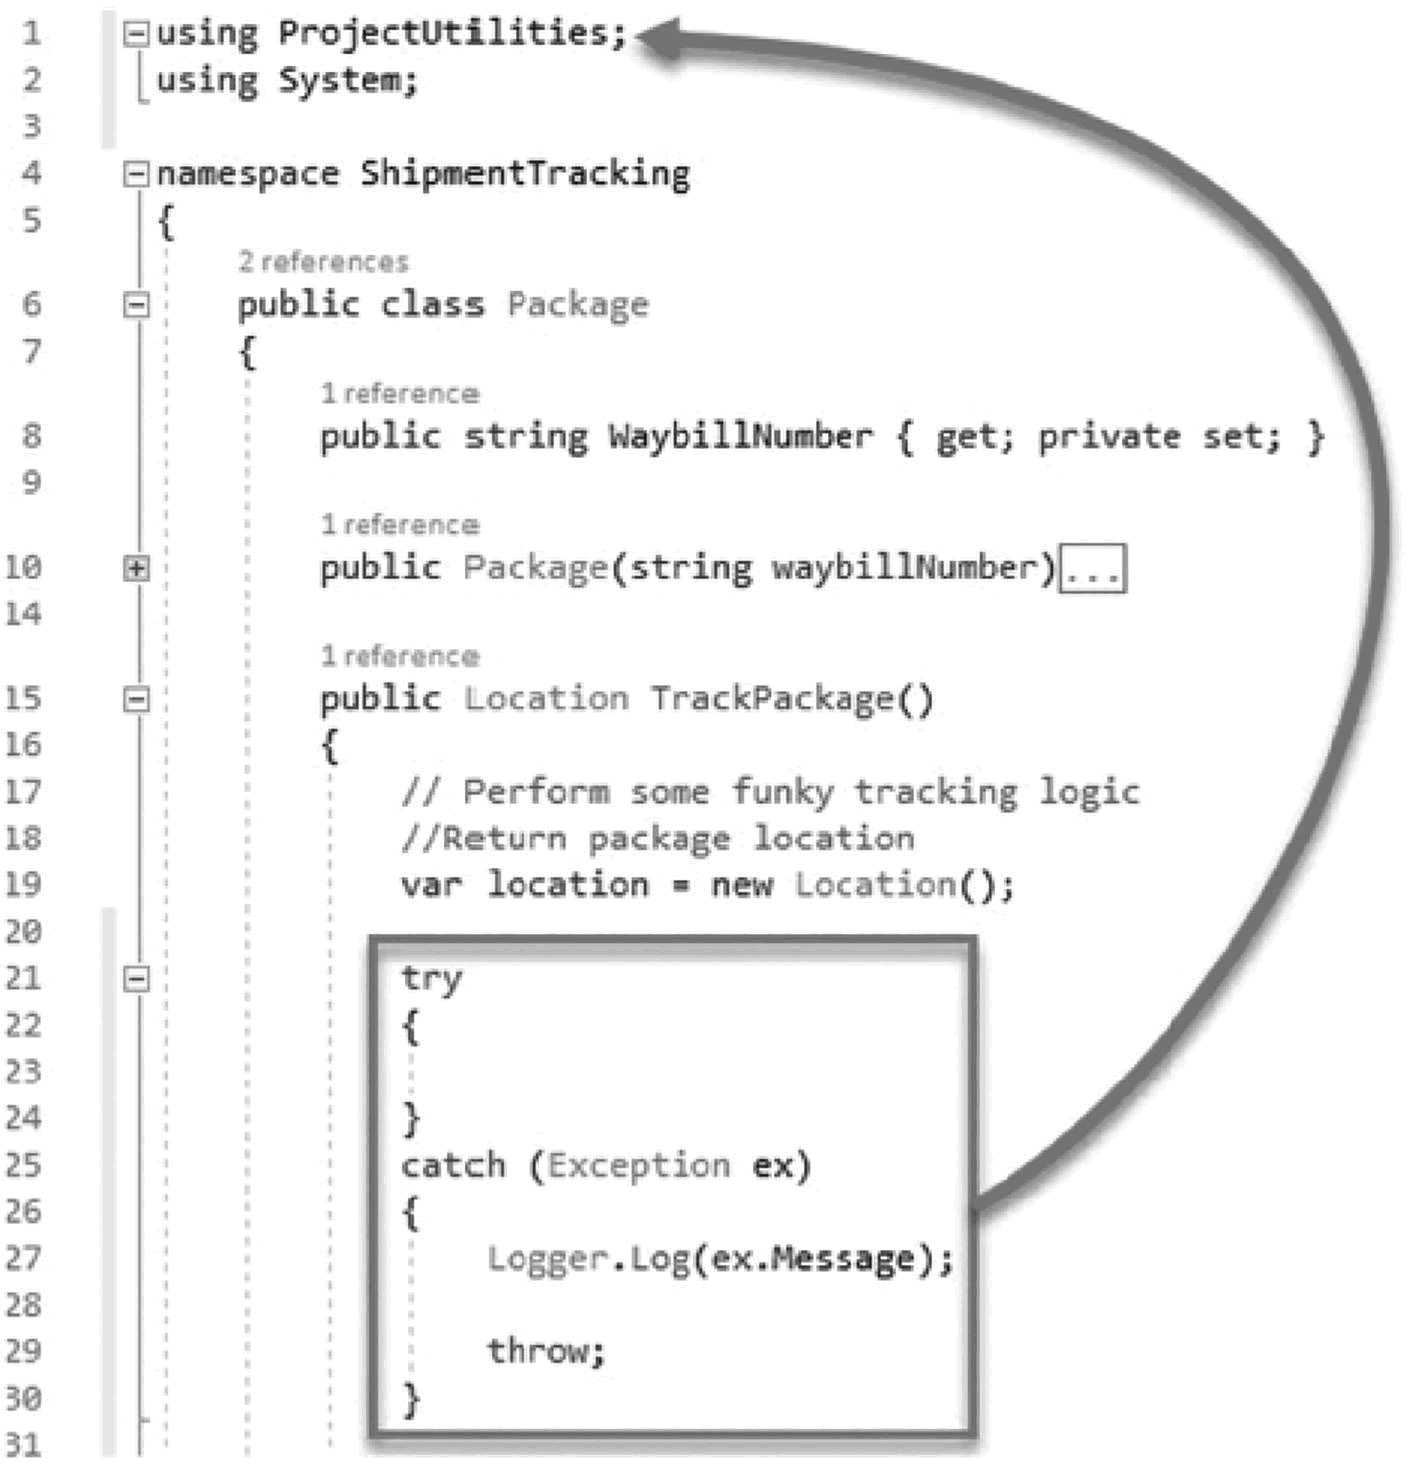 1 using ProjectUtilities;
2 using System;
3
4 namespace ShipmentTracking
5 {
2 references
6 public class Package
7 {
1 reference
8 public string WaybillNumber { get; private set; }
9
1 reference
10 public Package(string waybillNumber)...
14
1 reference
15 public Location TrackPackage()
16 {
17 // Perform some funky tracking logic
18 //Return package location
19 var location = new Location();
20
21 try
22 {
23
24 }
25 catch (Exception ex)
26 {
27 Logger.Log(ex.Message);
28
29 throw;
30 }
31